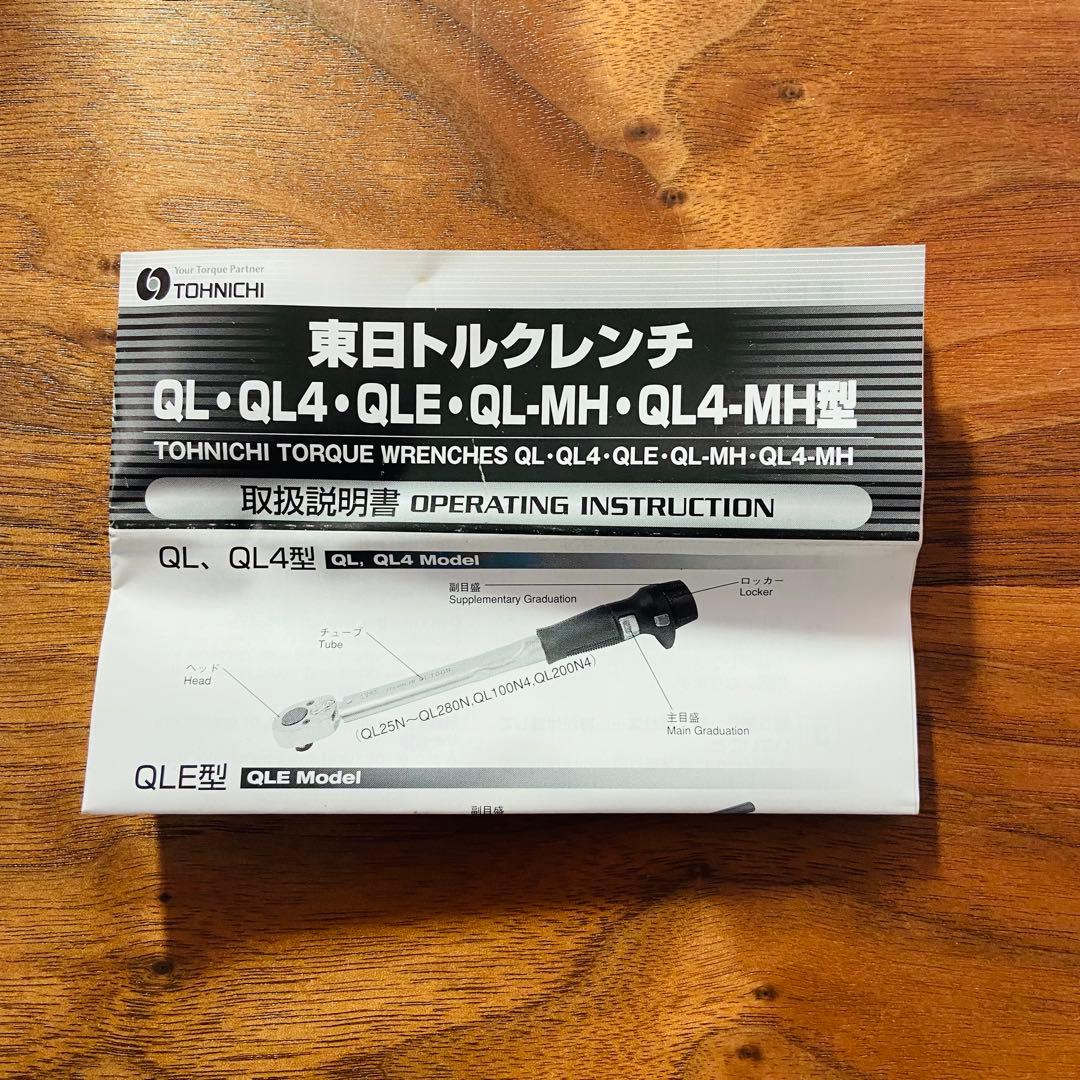 Your Torque Partner
TOHNICHI
東日トルクレンチ
QL・QL4・QLE・QL-MH・QL4-MH型
TOHNICHI TORQUE WRENCHES QL・QL4・QLE・QL-MH・QL4-MH
取扱説明書 OPERATING INSTRUCTION
QL、QL4型 QL, QL4 Model
副目盛
Supplementary Graduation
ロッカー
Locker
チューブ
Tube
ヘッド
Head
(QL25N～QL280N,QL100N4,QL200N4)
主目盛
Main Graduation
QLE型 QLE Model
副目盛